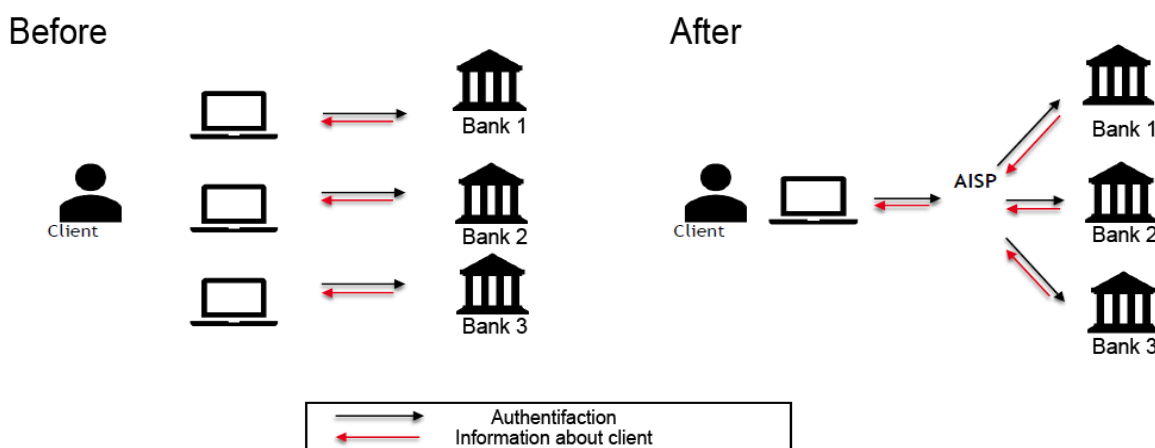 Before
After
Bank 1
Bank 2
Bank 3
Client
AISP
Client
Bank 1
Bank 2
Bank 3
Authentifaction
Information about client